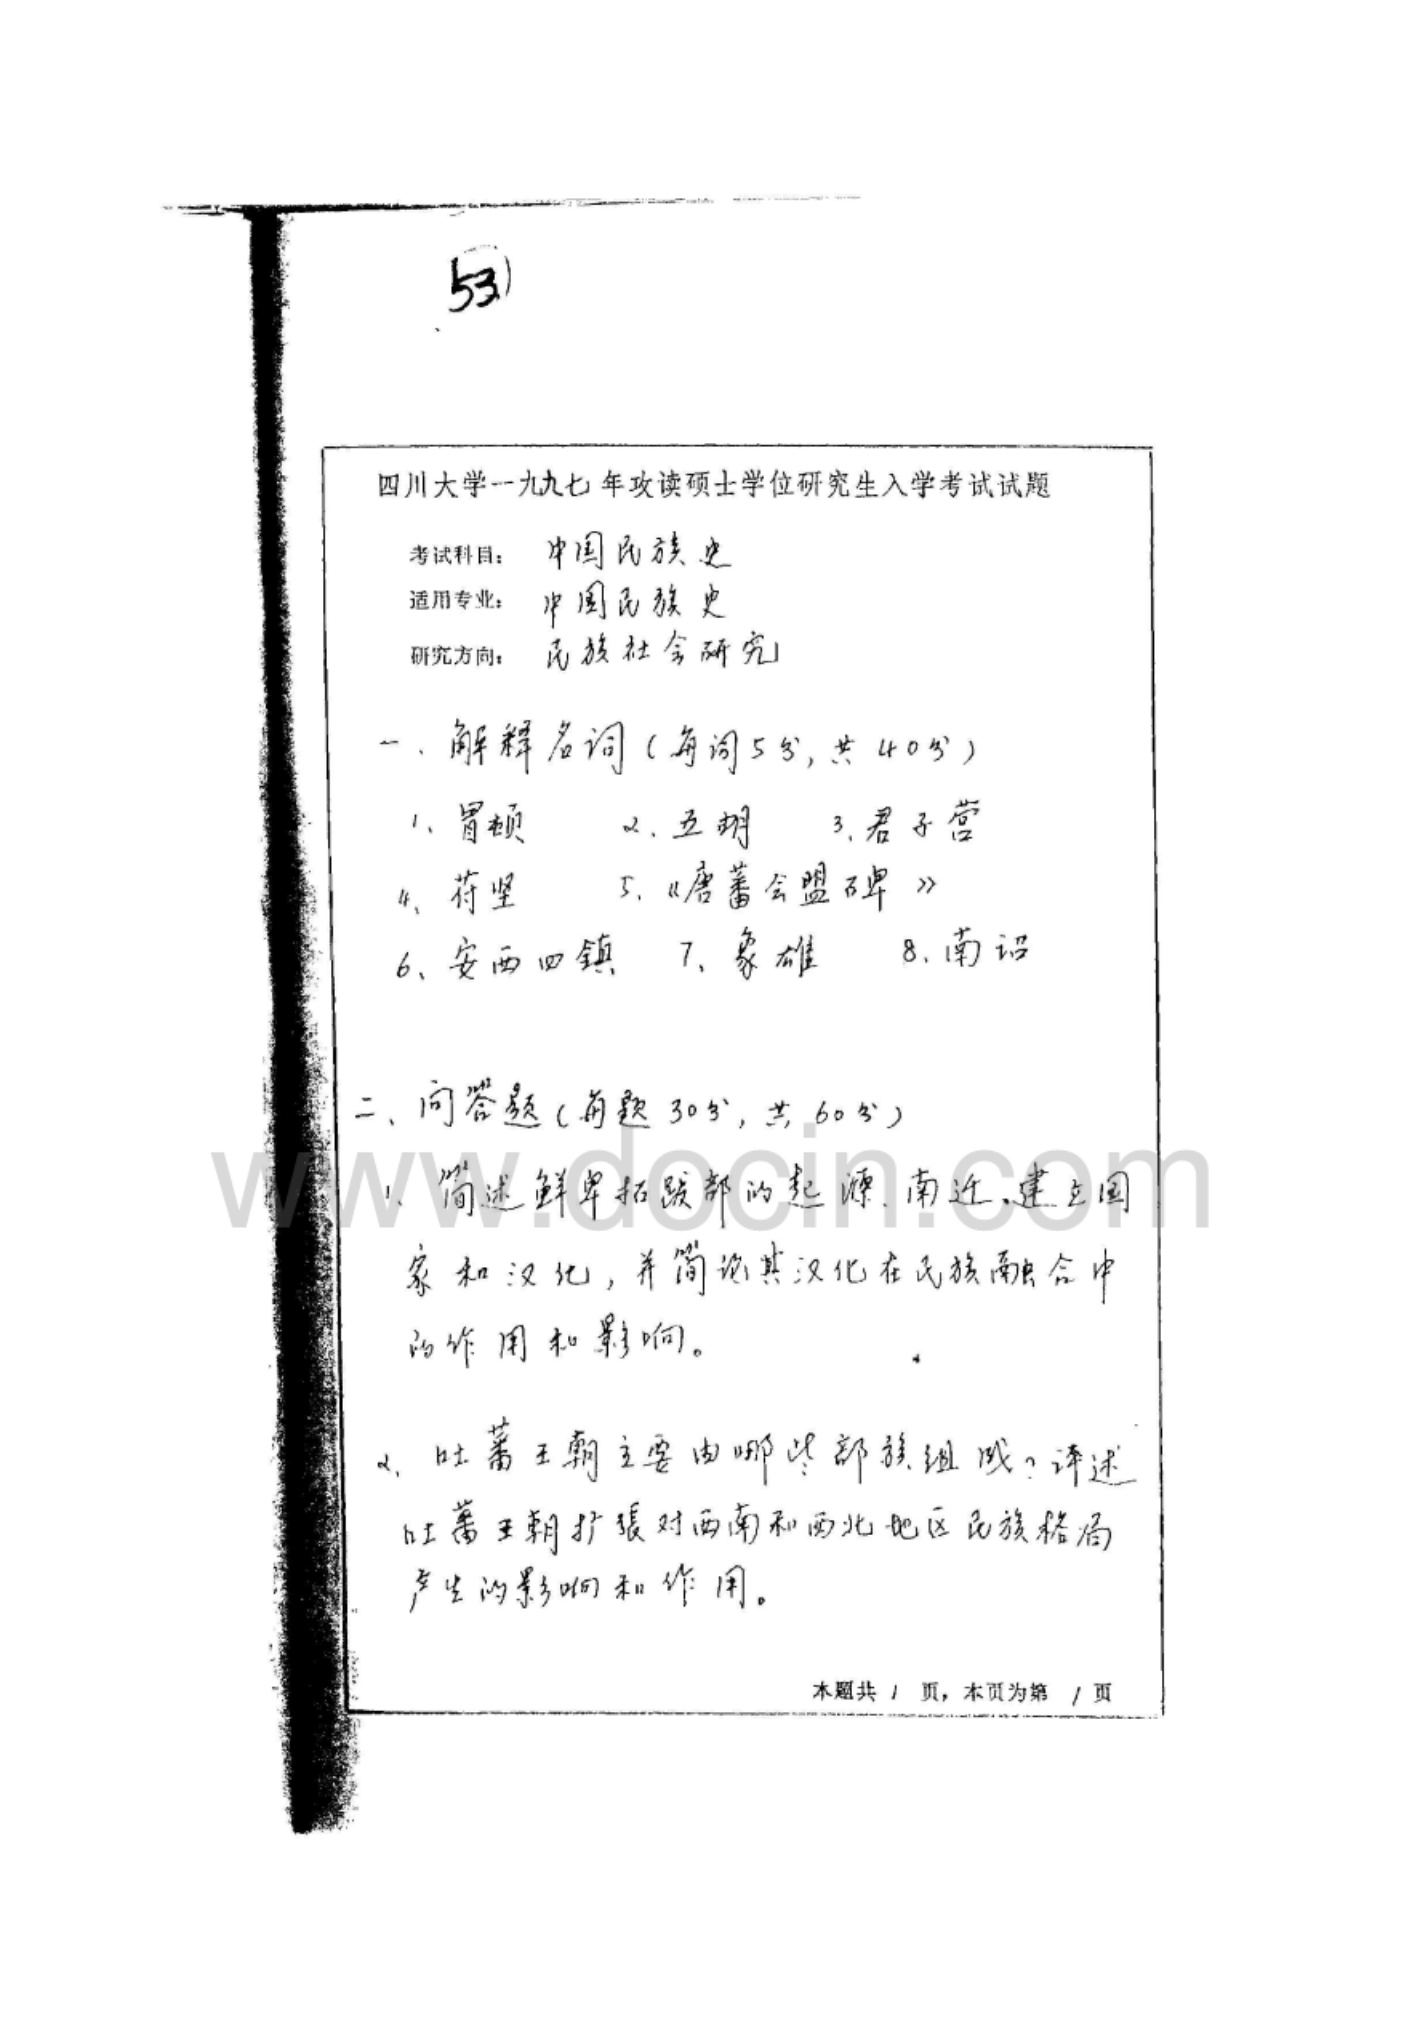 53
四川大学一九九七年攻读硕士学位研究生入学考试试题
考试科目: 中国民族史
适用专业: 中国民族史
研究方向: 民族社会研究
一、解释名词(每词5分,共40分)
1、冒顿 2、五胡 3、君子营
4、苻坚 5、《唐蕃会盟碑》
6、安西四鎮 7、象雄 8、南诏
二、问答题(每题30分,共60分)
www.docin.com
1、简述鲜卑拓跋部的起源、南迁、建立国
家和汉化,并简论其汉化在民族融合中
的作用和影响。
2、吐蕃王朝主要由哪些部族组成?评述
吐蕃王朝扩張对西南和西北地区民族格局
产生的影响和作用。
本题共 1 页,本页为第 1 页